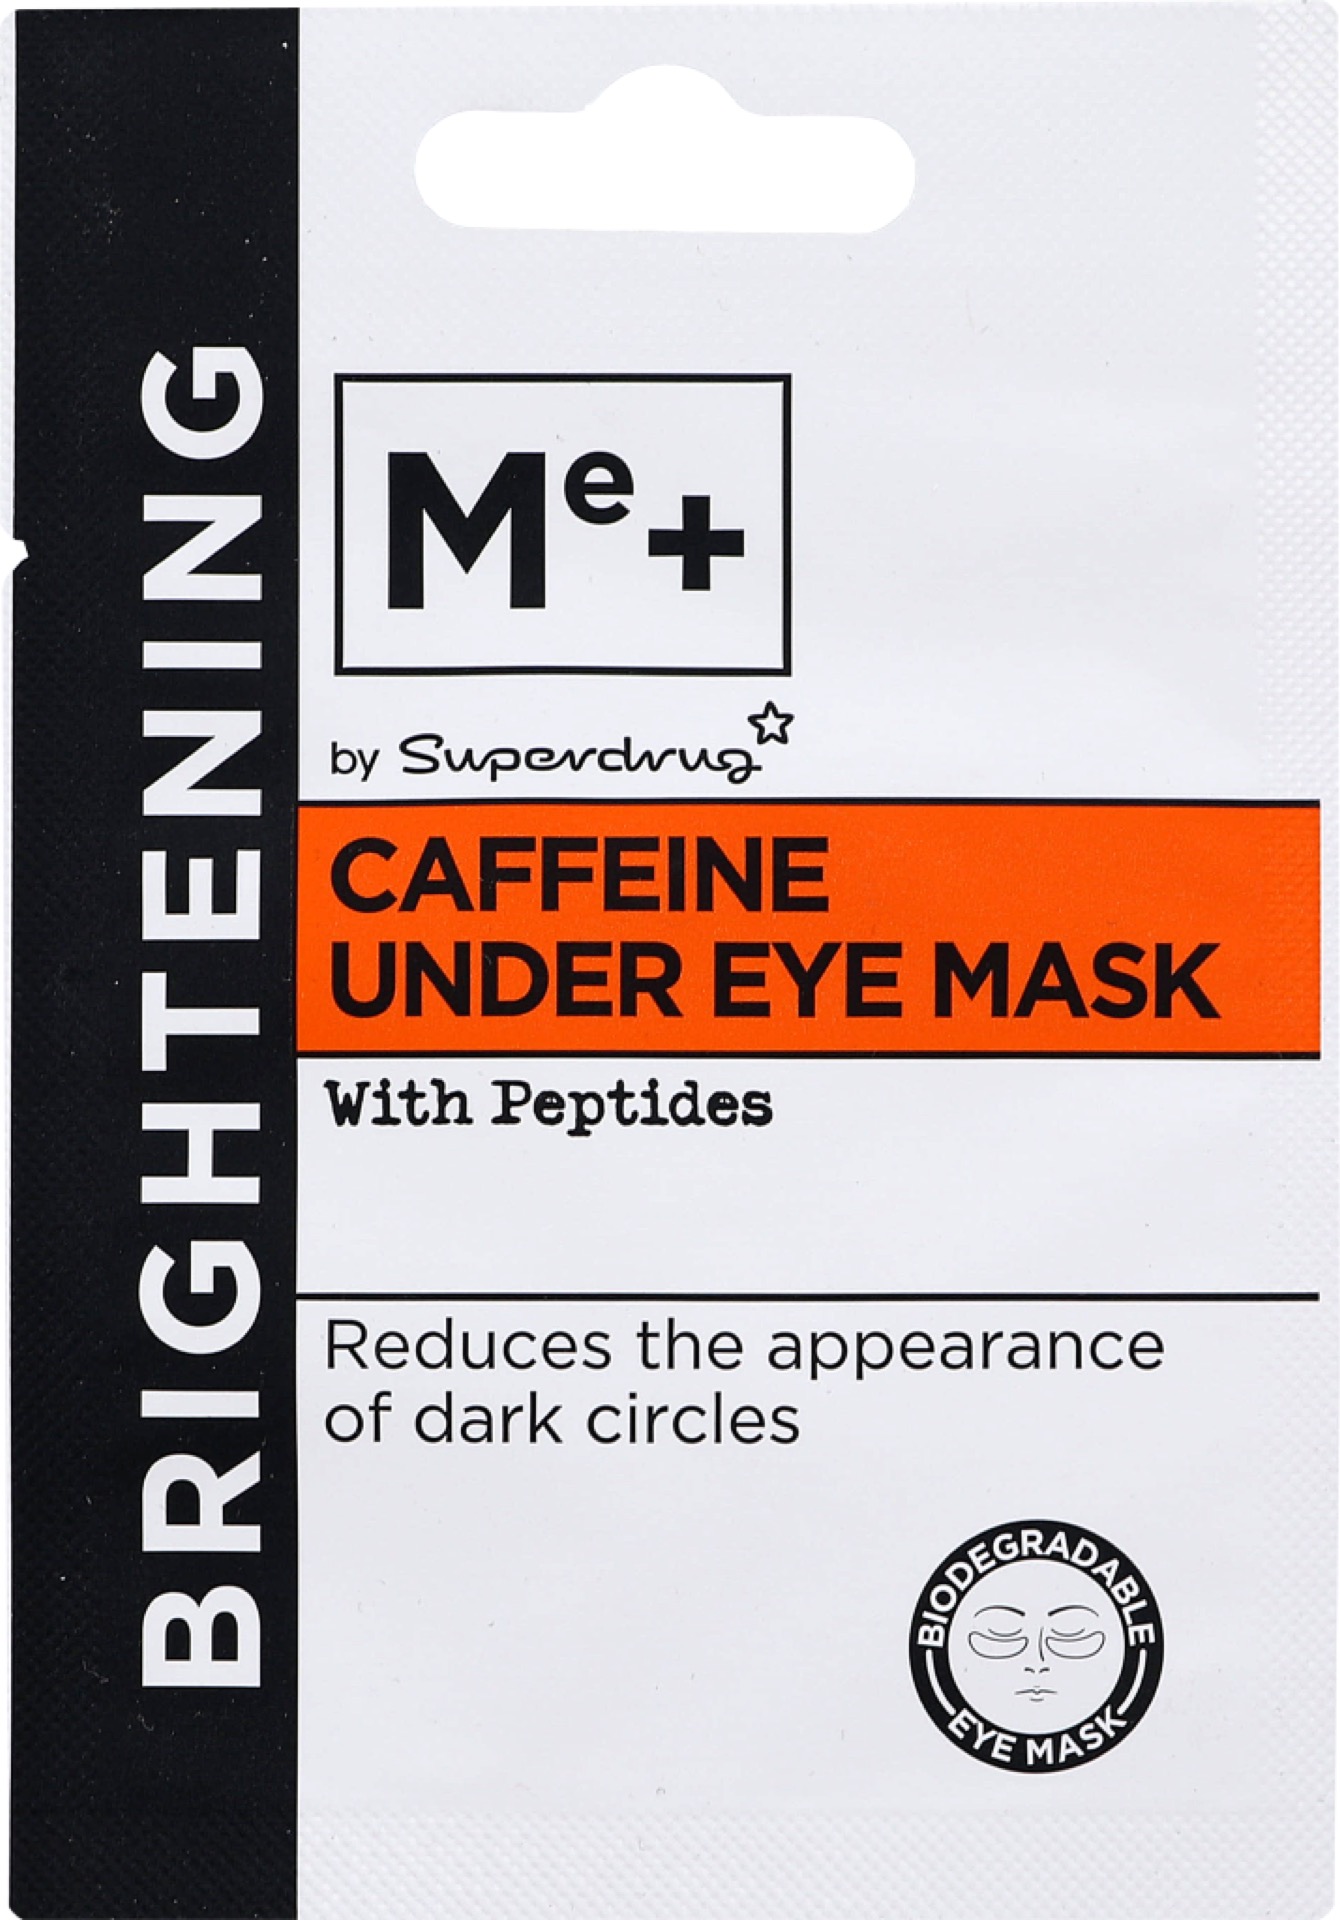 BRIGHTENING
Me+
by Superdrug
CAFFEINE
UNDER EYE MASK
With Peptides
Reduces the appearance
of dark circles
BIODEGRADABLE
EYE MASK